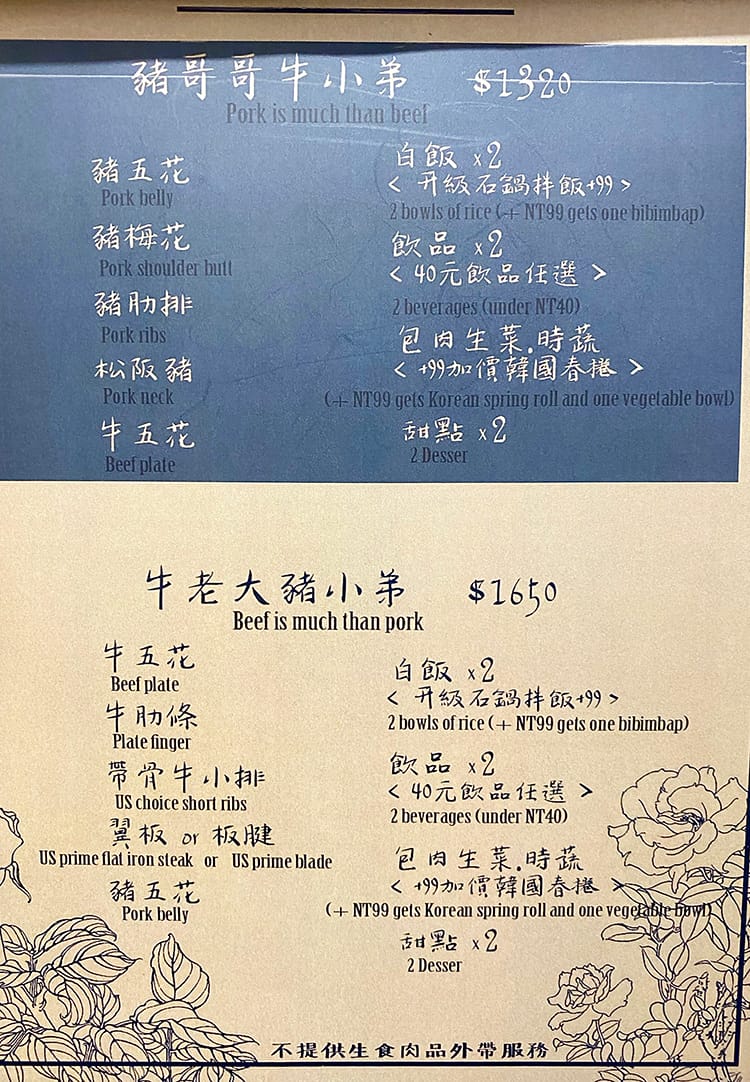 豬哥哥牛小弟 $1320
Pork is much than beef
豬五花
Pork belly
豬梅花
Pork shoulder butt
豬肋排
Pork ribs
松阪豬
Pork neck
牛五花
Beef plate
白飯 x2
< 升級石鍋拌飯+99 >
2 bowls of rice (+ NT99 gets one bibimbap)
飲品 x2
< 40元飲品任選 >
2 beverages (under NT40)
包肉生菜.時蔬
< +99加價韓國春捲 >
(+ NT99 gets Korean spring roll and one vegetable bowl)
甜點 x2
2 Desser
牛老大豬小弟 $1650
Beef is much than pork
牛五花
Beef plate
牛肋條
Plate finger
帶骨牛小排
US choice short ribs
翼板 or 板腱
US prime flat iron steak or US prime blade
豬五花
Pork belly
白飯 x2
< 升級石鍋拌飯+99 >
2 bowls of rice (+ NT99 gets one bibimbap)
飲品 x2
< 40元飲品任選 >
2 beverages (under NT40)
包肉生菜.時蔬
< +99加價韓國春捲 >
(+ NT99 gets Korean spring roll and one vegetable bowl)
甜點 x2
2 Desser
不提供生食肉品外帶服務